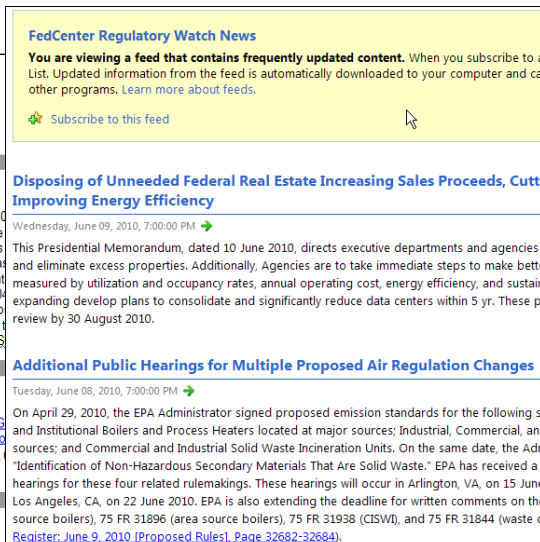 FedCenter Regulatory Watch News
You are viewing a feed that contains frequently updated content. When you subscribe to a
List. Updated information from the feed is automatically downloaded to your computer and ca
other programs. Learn more about feeds.
Subscribe to this feed
Disposing of Unneeded Federal Real Estate Increasing Sales Proceeds, Cutt
Improving Energy Efficiency
Wednesday, June 09, 2010, 7:00:00 PM
This Presidential Memorandum, dated 10 June 2010, directs executive departments and agencies
and eliminate excess properties. Additionally, Agencies are to take immediate steps to make bett
measured by utilization and occupancy rates, annual operating cost, energy efficiency, and sustai
expanding develop plans to consolidate and significantly reduce data centers within 5 yr. These p
review by 30 August 2010.
Additional Public Hearings for Multiple Proposed Air Regulation Changes
Tuesday, June 08, 2010, 7:00:00 PM
On April 29, 2010, the EPA Administrator signed proposed emission standards for the following s
and Institutional Boilers and Process Heaters located at major sources; Industrial, Commercial, an
sources; and Commercial and Industrial Solid Waste Incineration Units. On the same date, the Adm
"Identification of Non-Hazardous Secondary Materials That Are Solid Waste." EPA has received a
hearings for these four related rulemakings. These hearings will occur in Arlington, VA, on 15 June
Los Angeles, CA, on 22 June 2010. EPA is also extending the deadline for written comments on the
source boilers), 75 FR 31896 (area source boilers), 75 FR 31938 (CISWI), and 75 FR 31844 (waste d
Register: June 9, 2010 [Proposed Rules], Page 32682-32684).